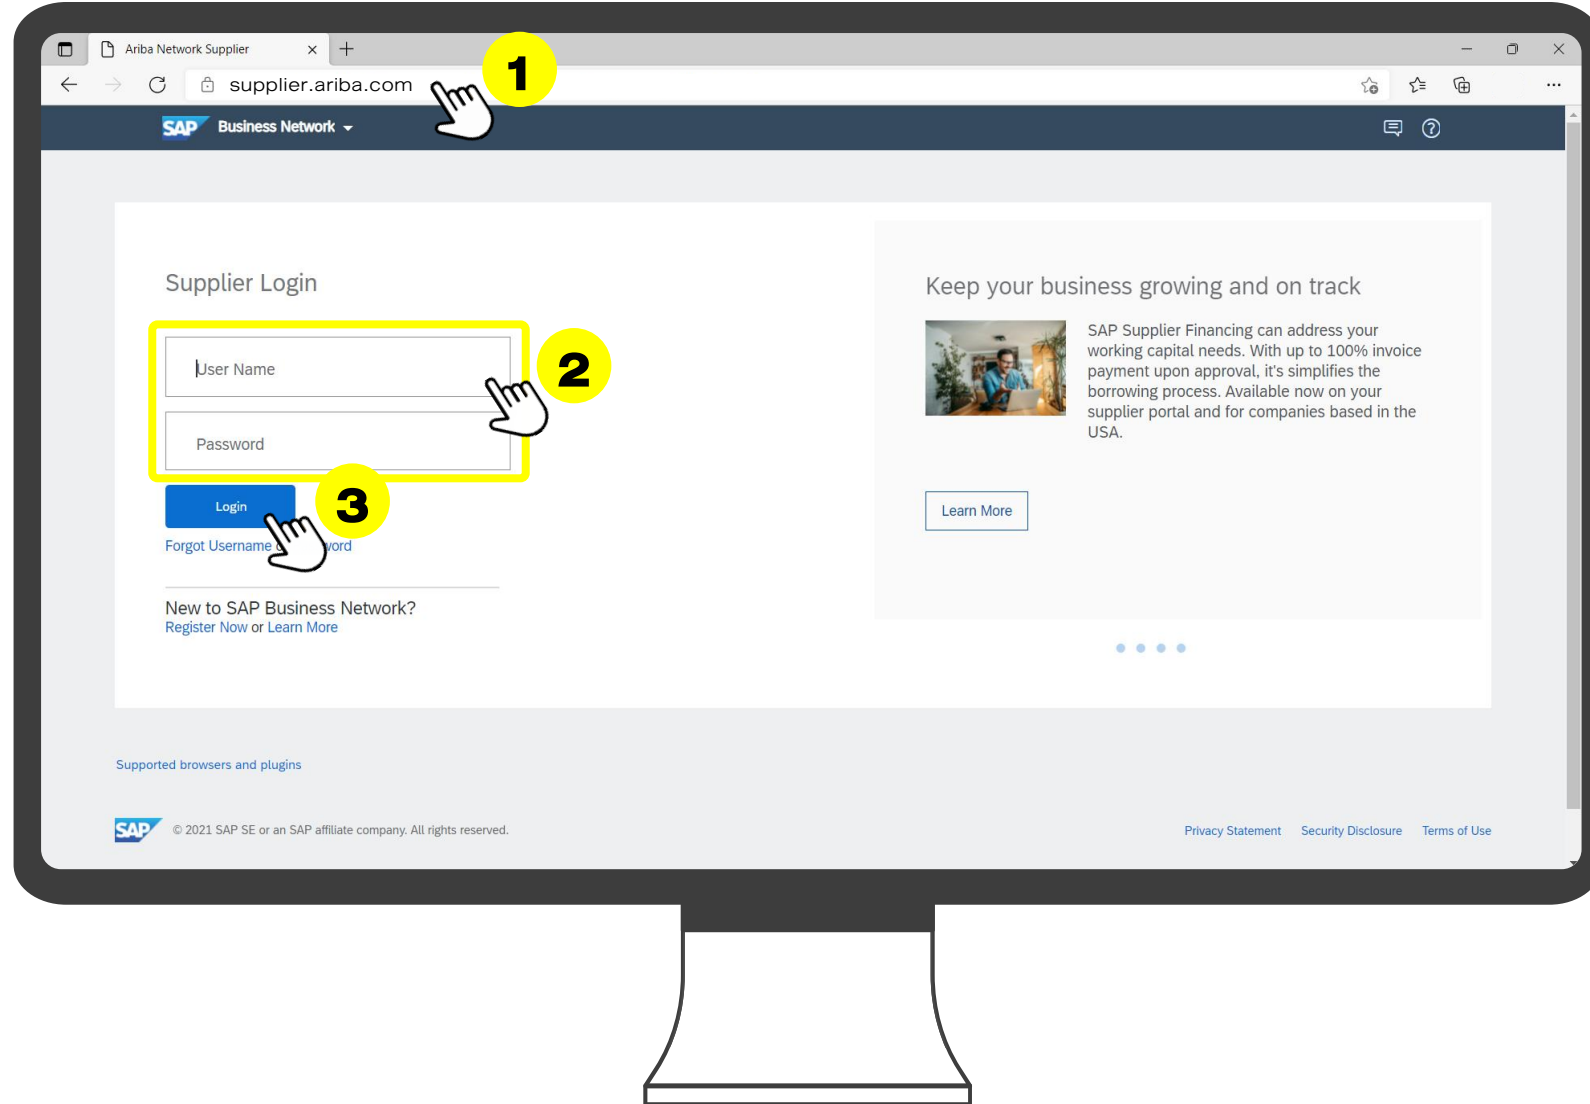 Ariba Network Supplier
supplier.ariba.com
1
SAP Business Network
Supplier Login
User Name
2
Password
Login
3
Forgot Username
New to SAP Business Network?
Register Now or Learn More
Keep your business growing and on track
SAP Supplier Financing can address your
working capital needs. With up to 100% invoice
payment upon approval, it's simplifies the
borrowing process. Available now on your
supplier portal and for companies based in the
USA.
Learn More
Supported browsers and plugins
SAP © 2021 SAP SE or an SAP affiliate company. All rights reserved.
Privacy Statement Security Disclosure Terms of Use